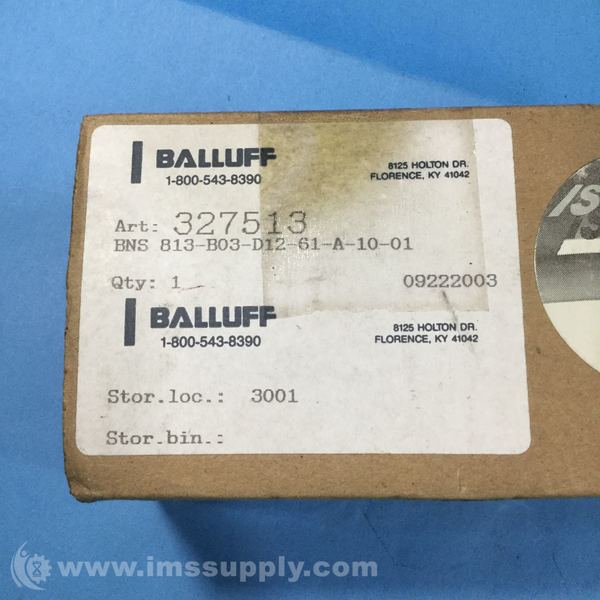 BALLUFF
1-800-543-8390
8125 HOLTON DR.
FLORENCE, KY 41042
Art: 327513
BNS 813-B03-D12-61-A-10-01
Qty: 1 09222003
BALLUFF
1-800-543-8390
8125 HOLTON DR.
FLORENCE, KY 41042
Stor.loc.: 3001
Stor.bin.:
IS
www.imssupply.com